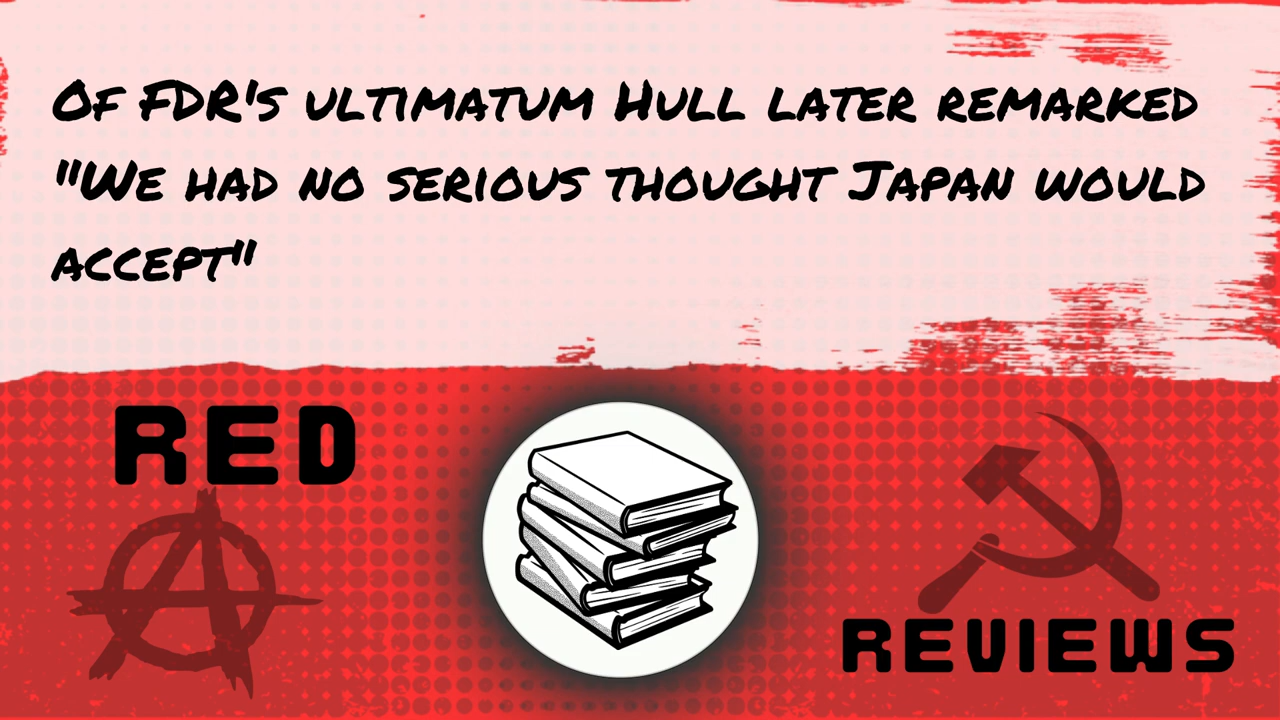 Of FDR's ultimatum Hull later remarked
"We had no serious thought Japan would
accept"
RED
REVIEWS